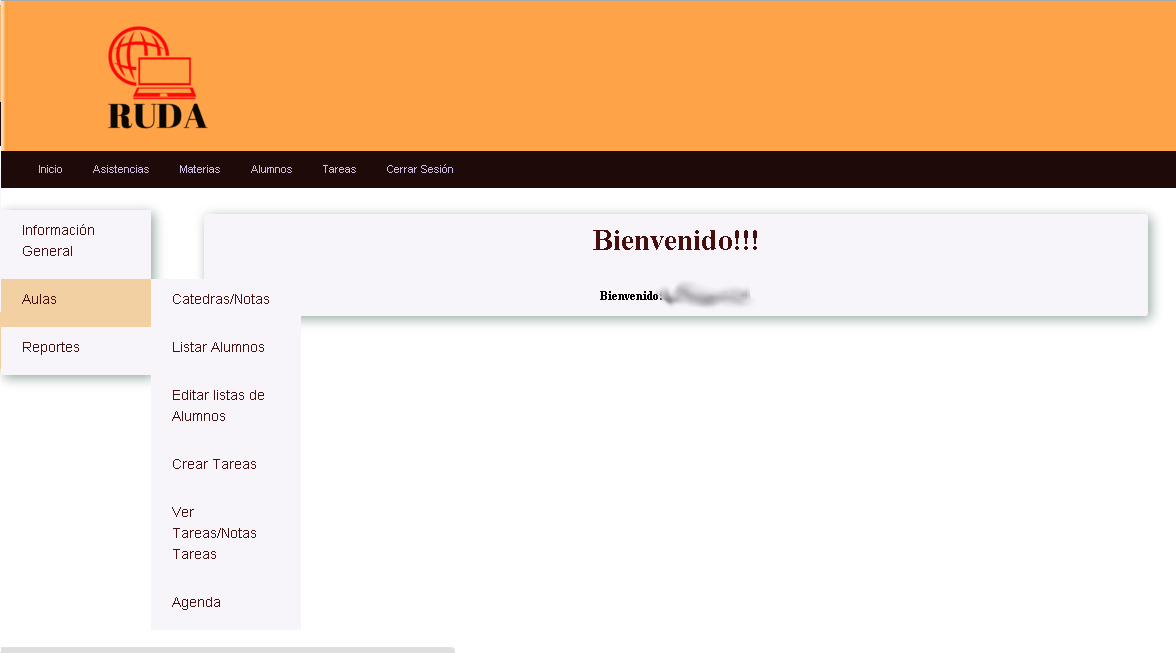 RUDA
Inicio Asistencias Materias Alumnos Tareas Cerrar Sesión
Información
General
Aulas
Reportes
Catedras/Notas
Listar Alumnos
Editar listas de
Alumnos
Crear Tareas
Ver
Tareas/Notas
Tareas
Agenda
Bienvenido!!!
Bienvenido: